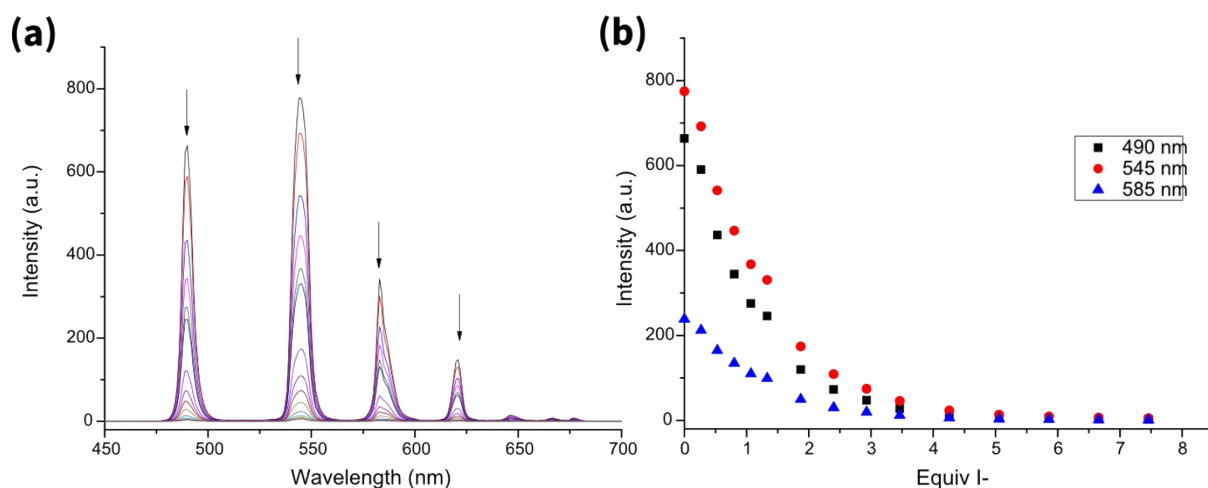 (a)
Intensity (a.u.)
800
600
400
200
0
450
500
550
600
650
700
Wavelength (nm)
(b)
Intensity (a.u.)
800
600
400
200
0
0
1
2
3
4
5
6
7
8
Equiv I-
490 nm
545 nm
585 nm